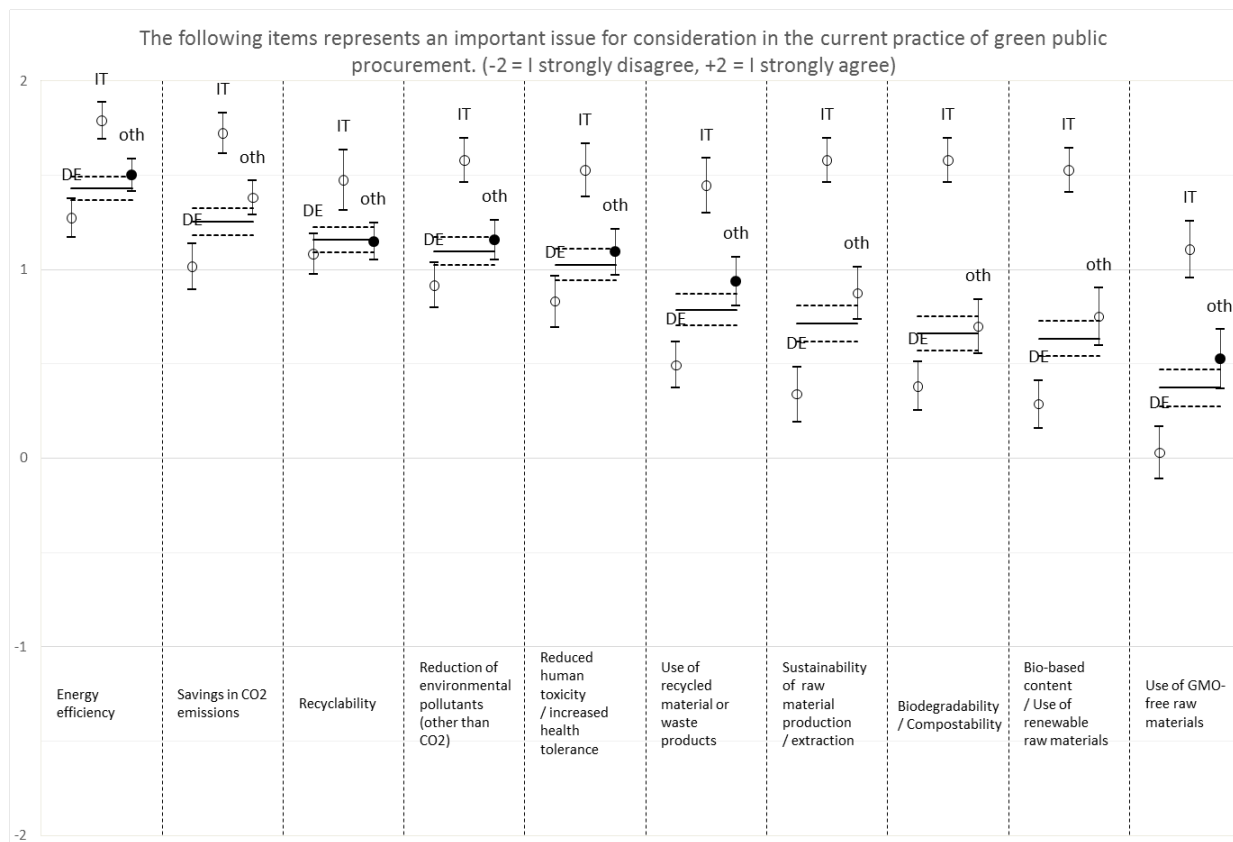 The following items represents an important issue for consideration in the current practice of green public
procurement. (-2 = I strongly disagree, +2 = I strongly agree)
2
1
0
-1
-2
DE
IT
oth
DE
IT
oth
DE
IT
oth
DE
IT
oth
DE
IT
oth
DE
IT
oth
DE
IT
oth
DE
IT
oth
DE
IT
oth
DE
IT
oth
Energy
efficiency
Savings in CO2
emissions
Recyclability
Reduction of
environmental
pollutants
(other than
CO2)
Reduced
human
toxicity
/ increased
health
tolerance
Use of
recycled
material or
waste
products
Sustainability
of raw
material
production
/ extraction
Biodegradability
/ Compostability
Bio-based
content
/ Use of
renewable
raw materials
Use of GMO-
free raw
materials